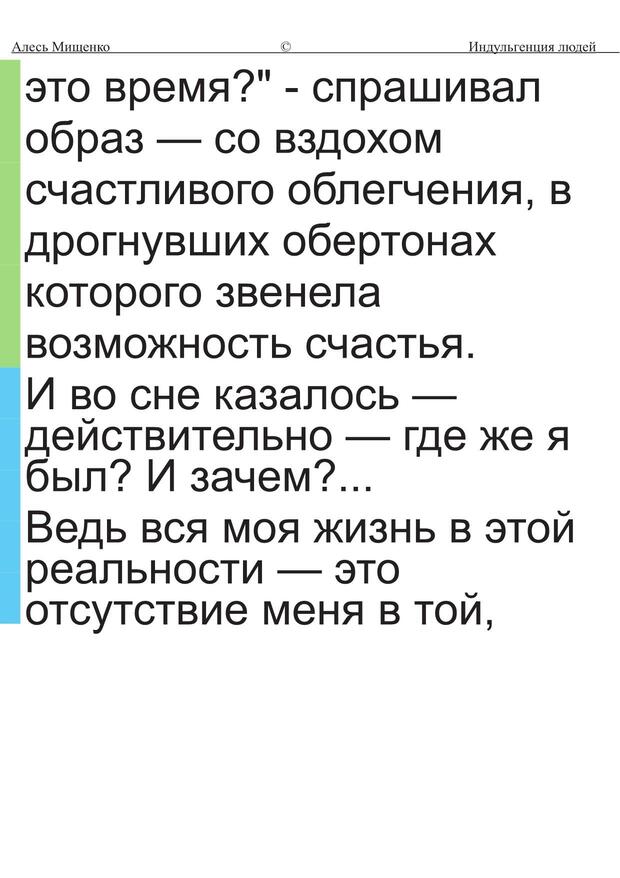 Алесь Мищенко © Индульгенция людей
это время?" - спрашивал
образ — со вздохом
счастливого облегчения, в
дрогнувших обертонах
которого звенела
возможность счастья.
И во сне казалось —
действительно — где же я
был? И зачем?...
Ведь вся моя жизнь в этой
реальности — это
отсутствие меня в той,